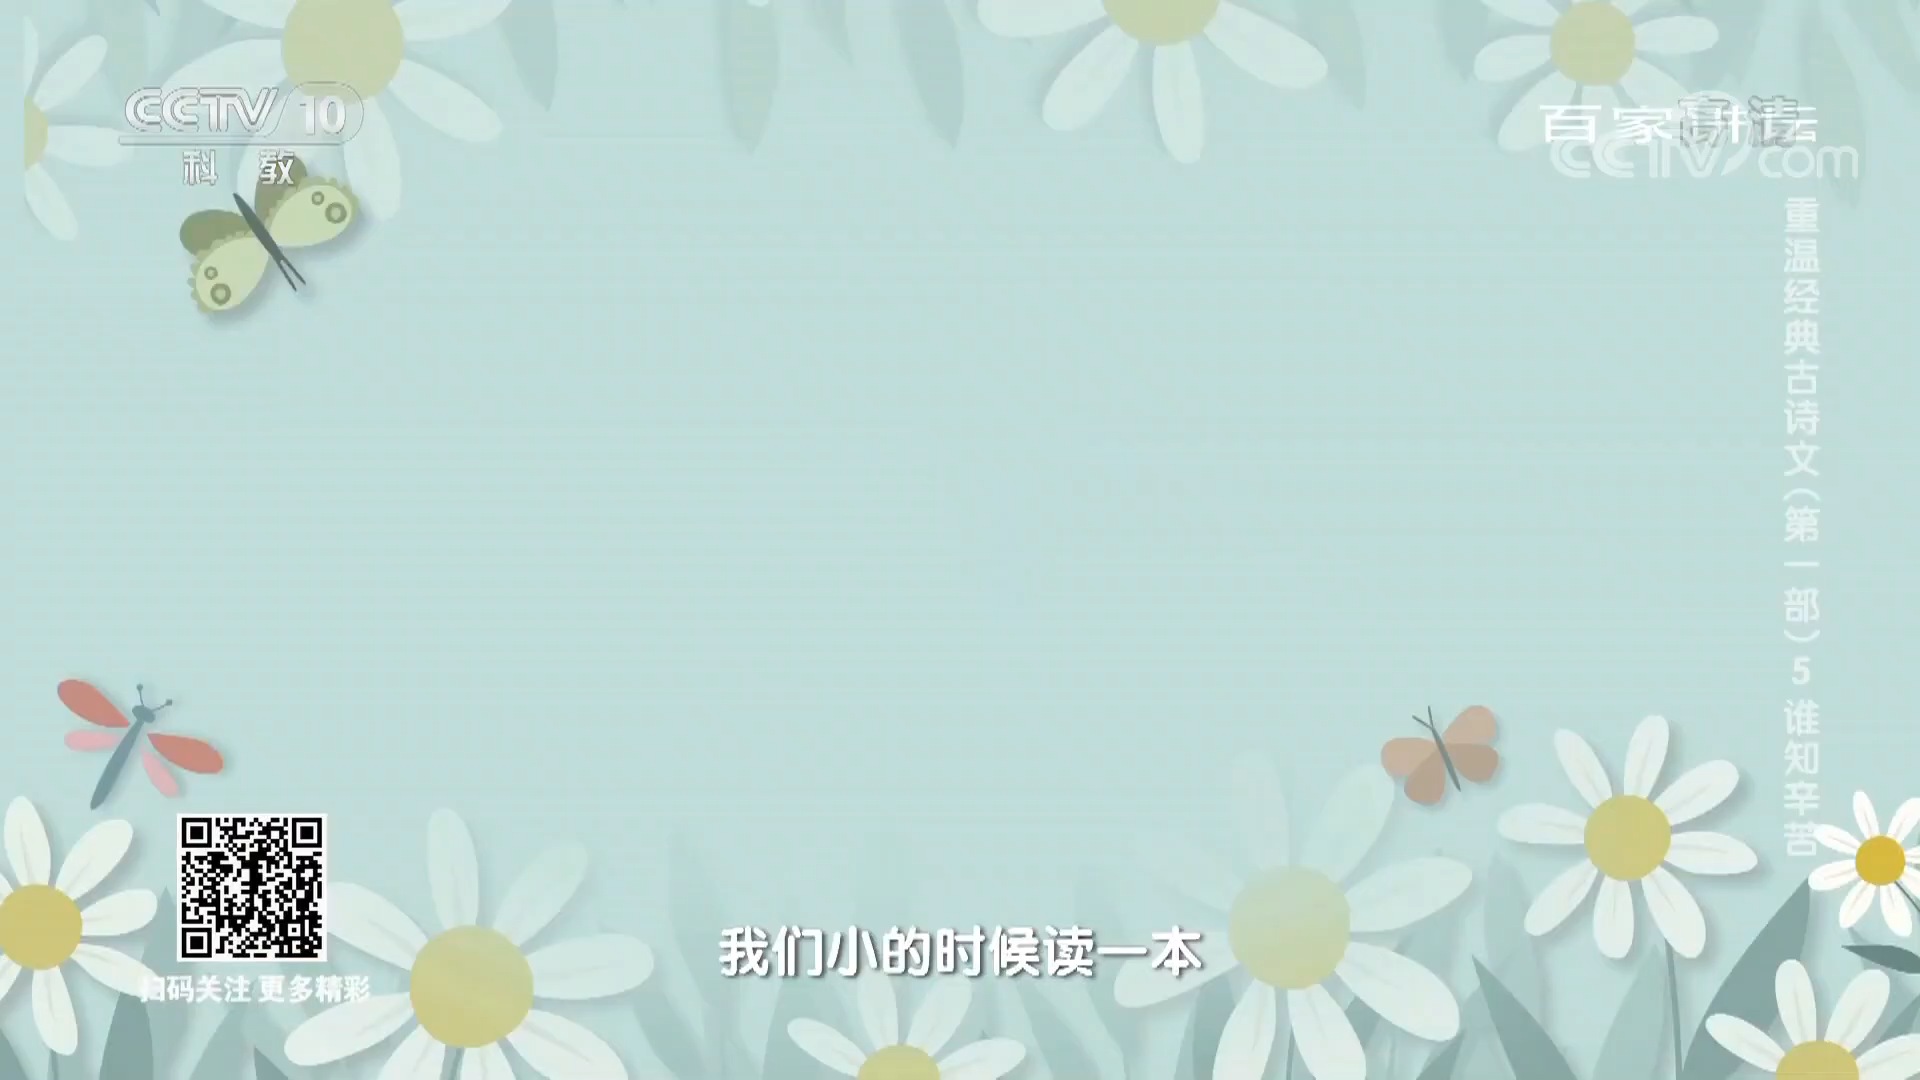 CCTV 10
科教
百家讲坛
高清
CCTV.com
重温经典古诗文（第一部）5 谁知辛苦
我们小的时候读一本
扫码关注 更多精彩